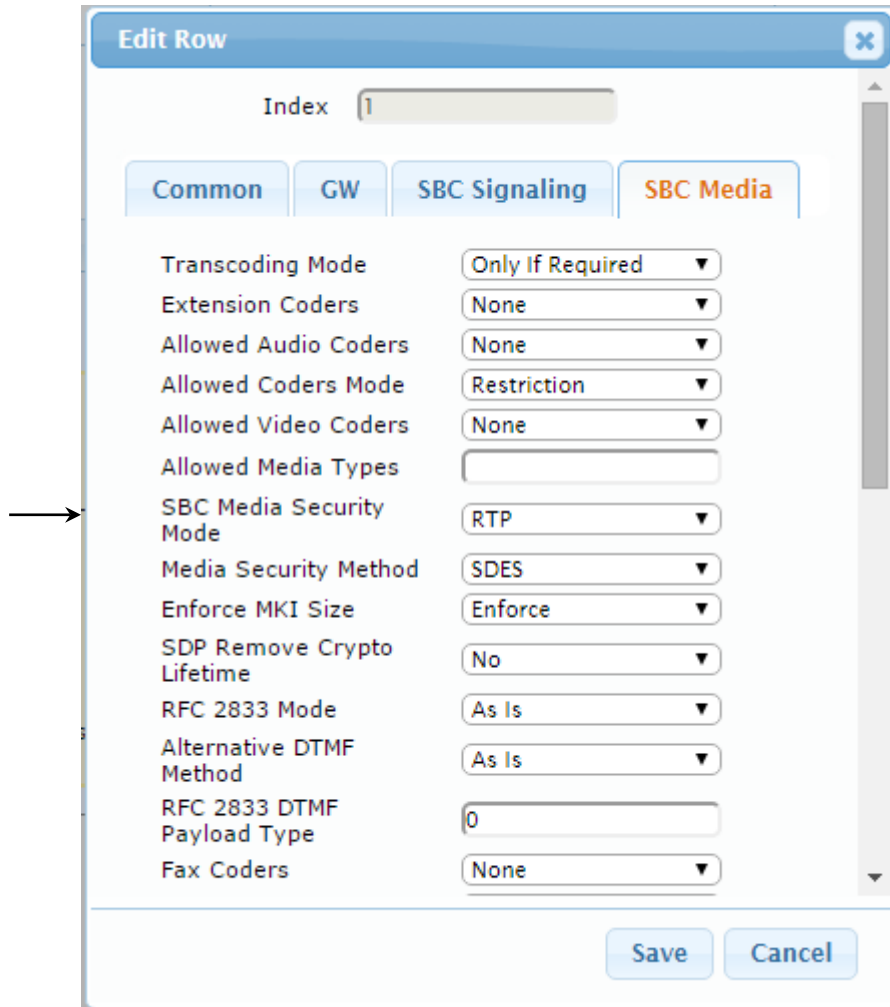 Edit Row
Index 1
Common GW SBC Signaling SBC Media
Transcoding Mode Only If Required
Extension Coders None
Allowed Audio Coders None
Allowed Coders Mode Restriction
Allowed Video Coders None
Allowed Media Types
SBC Media Security
Mode RTP
Media Security Method SDES
Enforce MKI Size Enforce
SDP Remove Crypto
Lifetime No
RFC 2833 Mode As Is
Alternative DTMF
Method As Is
RFC 2833 DTMF
Payload Type 0
Fax Coders None
Save Cancel